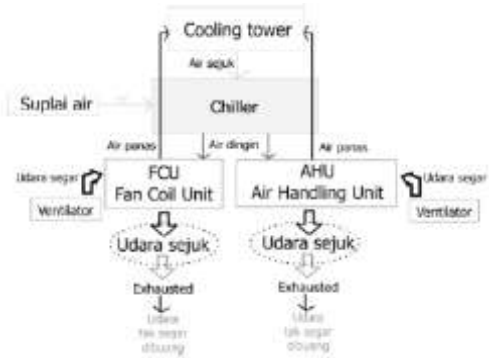 Cooling tower
Air sejuk
Suplai air
Chiller
Air panas
Air dingin
Air panas
FCU
Fan Coil Unit
AHU
Air Handling Unit
Udara segar
Udara segar
Ventilator
Ventilator
Udara sejuk
Udara sejuk
Exhausted
Exhausted
Udara
tak segar
dibuang
Udara
tak segar
dibuang